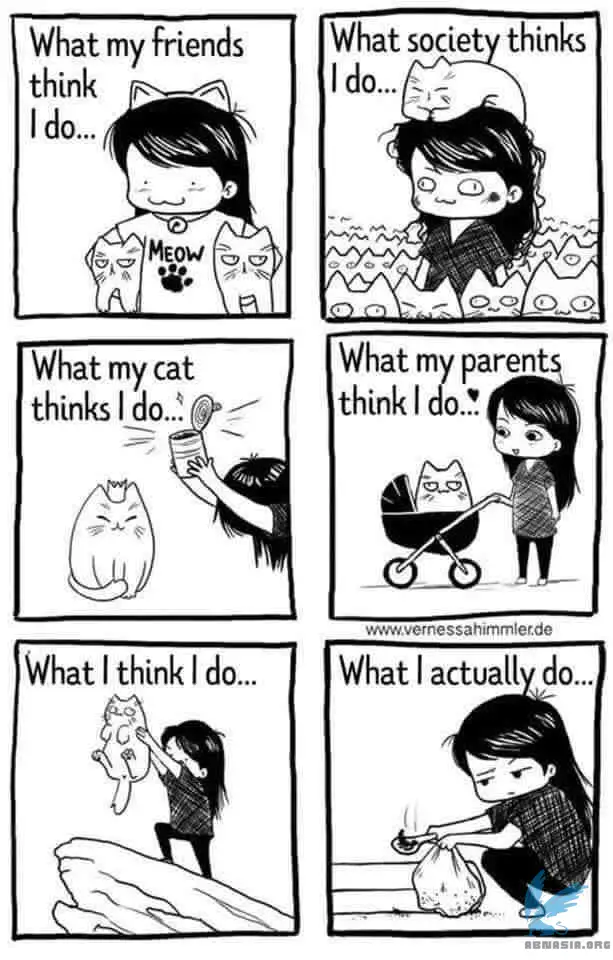 What my friends
think
I do...
What society thinks
I do...
MEOW
What my cat
thinks I do...
What my parents
think I do...
www.vernessahimmler.de
What I think I do...
What I actually do...
ABNASIA.ORG